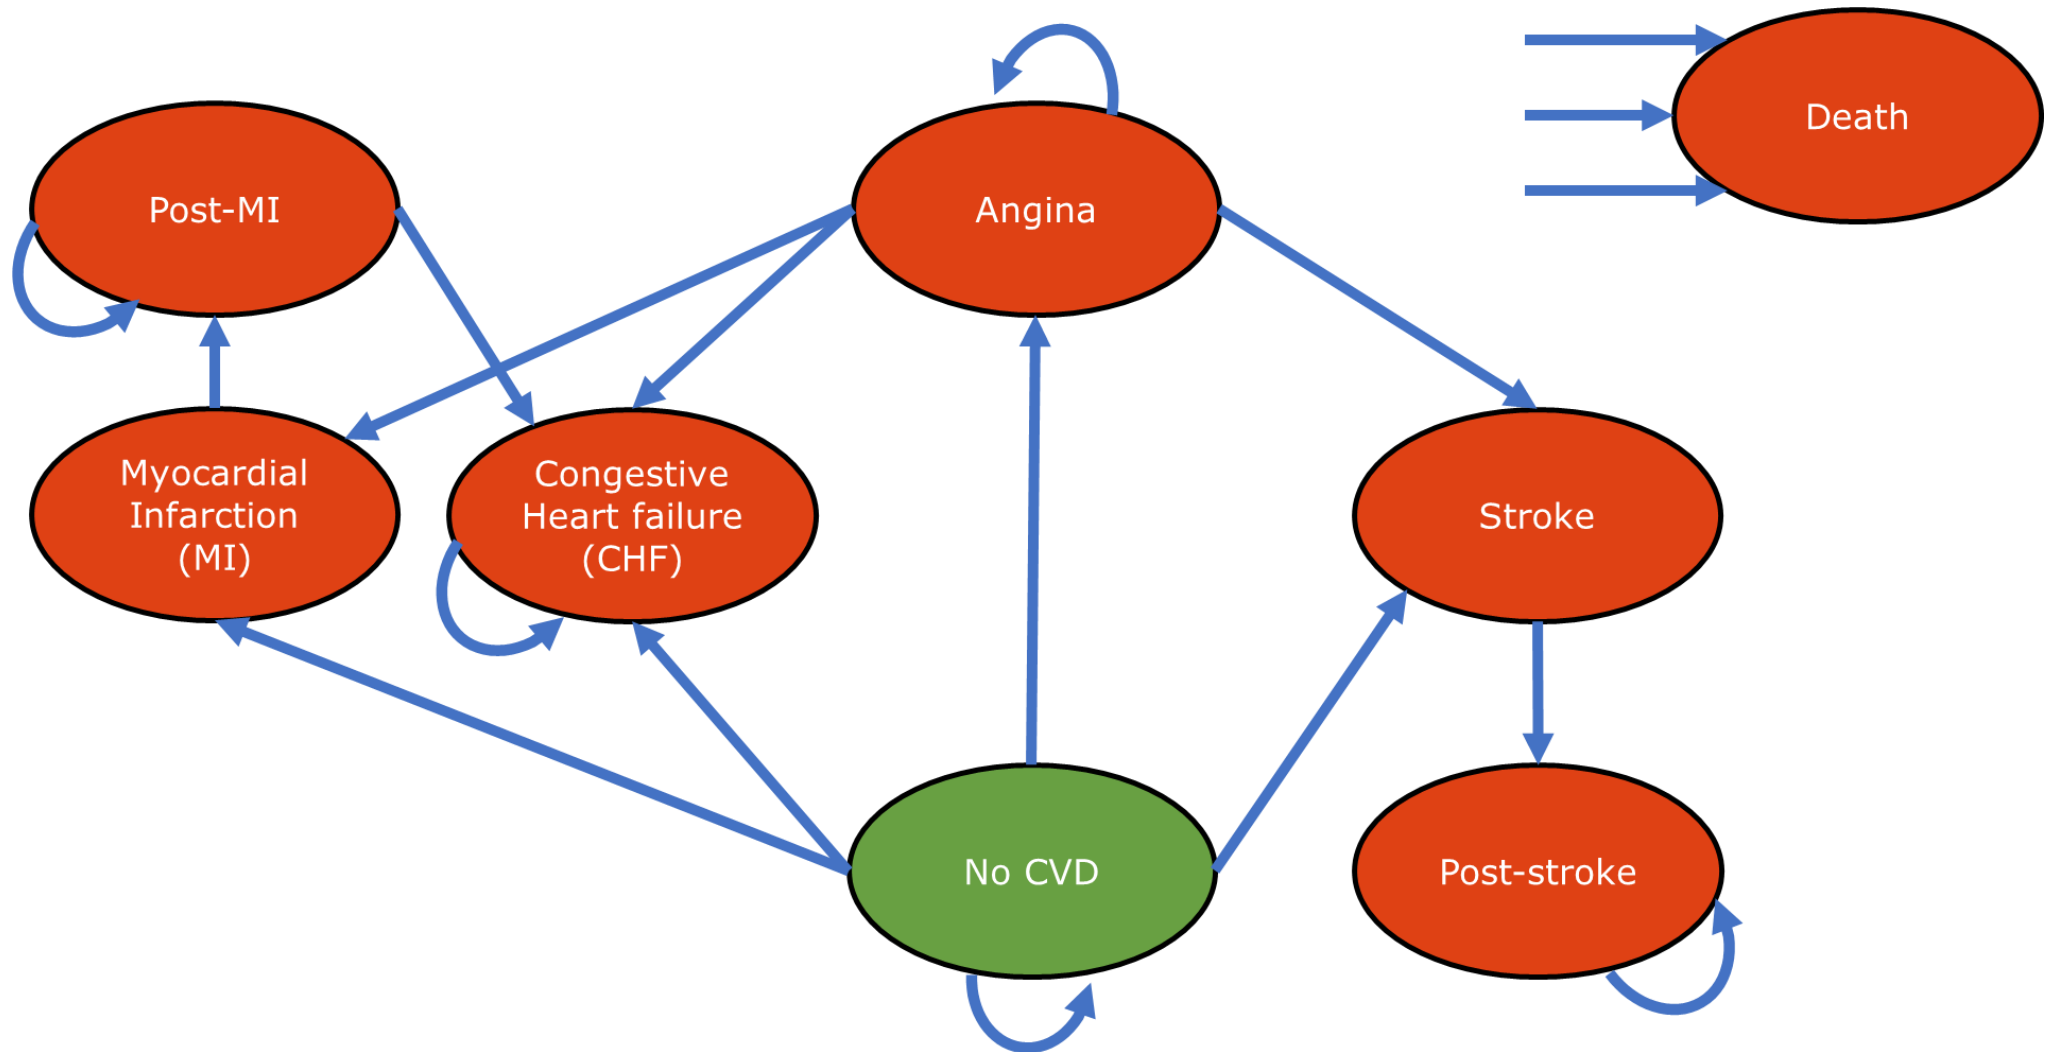 Death
Post-MI
Angina
Myocardial
Infarction
(MI)
Congestive
Heart failure
(CHF)
Stroke
No CVD
Post-stroke